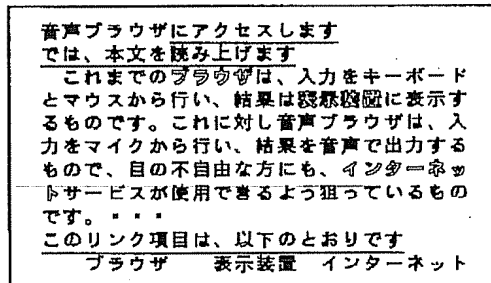 音声ブラウザにアクセスします
では、本文を読み上げます
これまでのブラウザは、入力をキーボード
とマウスから行い、結果は表示装置に表示す
るものです。これに対し音声ブラウザは、入
力をマイクから行い、結果を音声で出力する
もので、目の不自由な方にも、インターネッ
トサービスが使用できるよう狙っているもの
です。・・・
このリンク項目は、以下のとおりです
ブラウザ 表示装置 インターネット